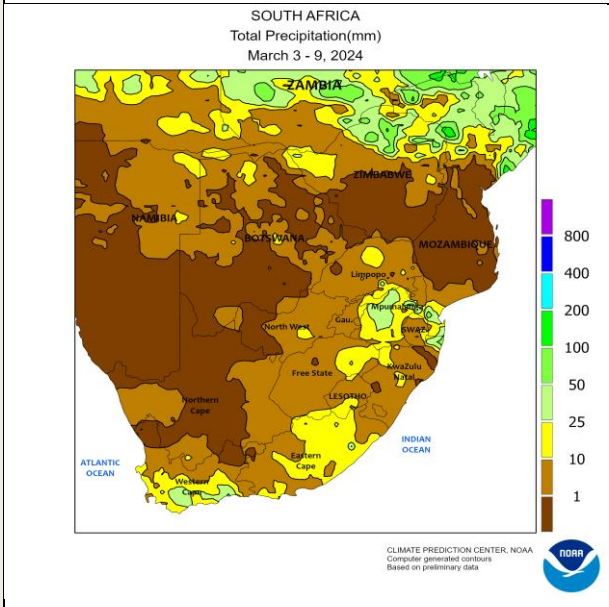 SOUTH AFRICA
Total Precipitation(mm)
March 3 - 9, 2024
ZAMBIA
ZIMBABWE
NAMIBIA
BOTSWANA
MOZAMBIQUE
Limpopo
Mpumalanga
North West
Gau.
SWAZ.
Free State
KwaZulu
Natal
LESOTHO
Northern
Cape
Eastern
Cape
Western
Cape
ATLANTIC
OCEAN
INDIAN
OCEAN
800
400
200
100
50
25
10
1
CLIMATE PREDICTION CENTER, NOAA
Computer generated contours
Based on preliminary data
NOAA